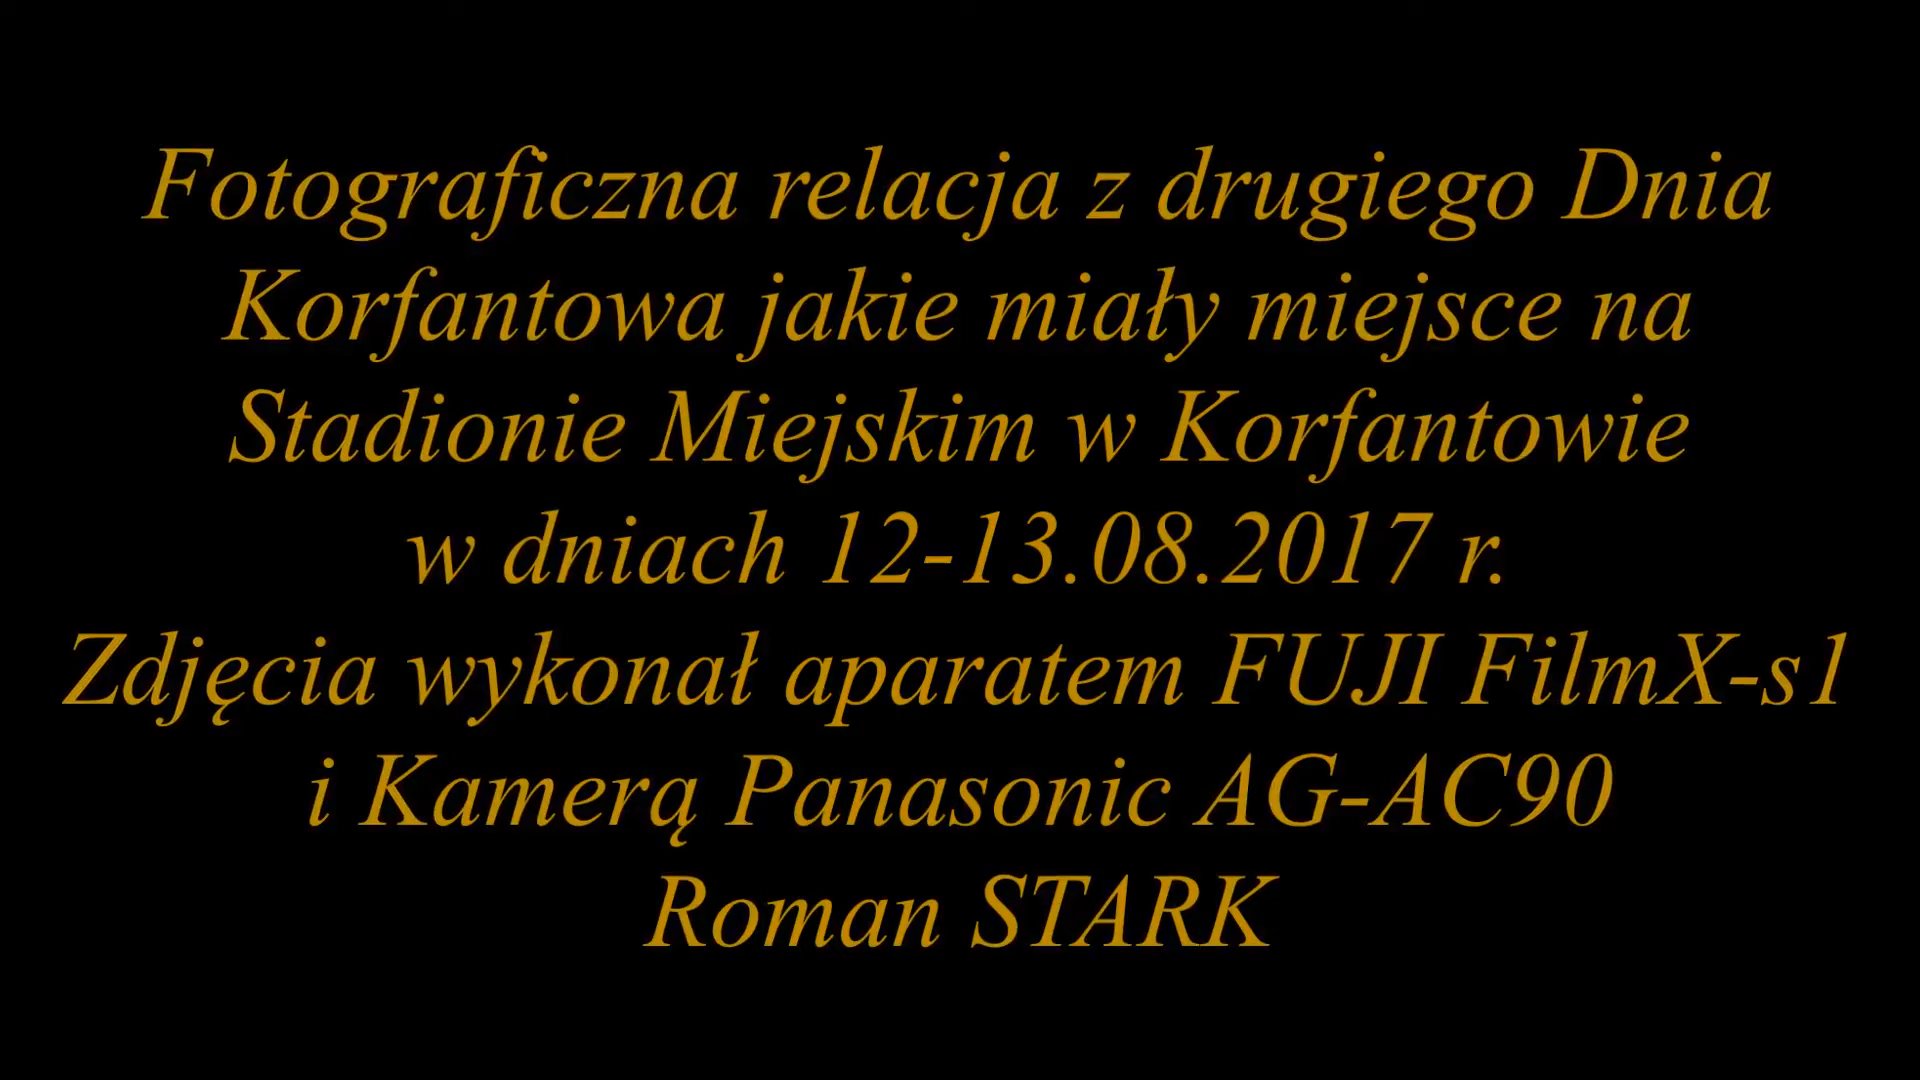 Fotograficzna relacja z drugiego Dnia
Korfantowa jakie miały miejsce na
Stadionie Miejskim w Korfantowie
w dniach 12-13.08.2017 r.
Zdjęcia wykonał aparatem FUJI FilmX-s1
i Kamerą Panasonic AG-AC90
Roman STARK